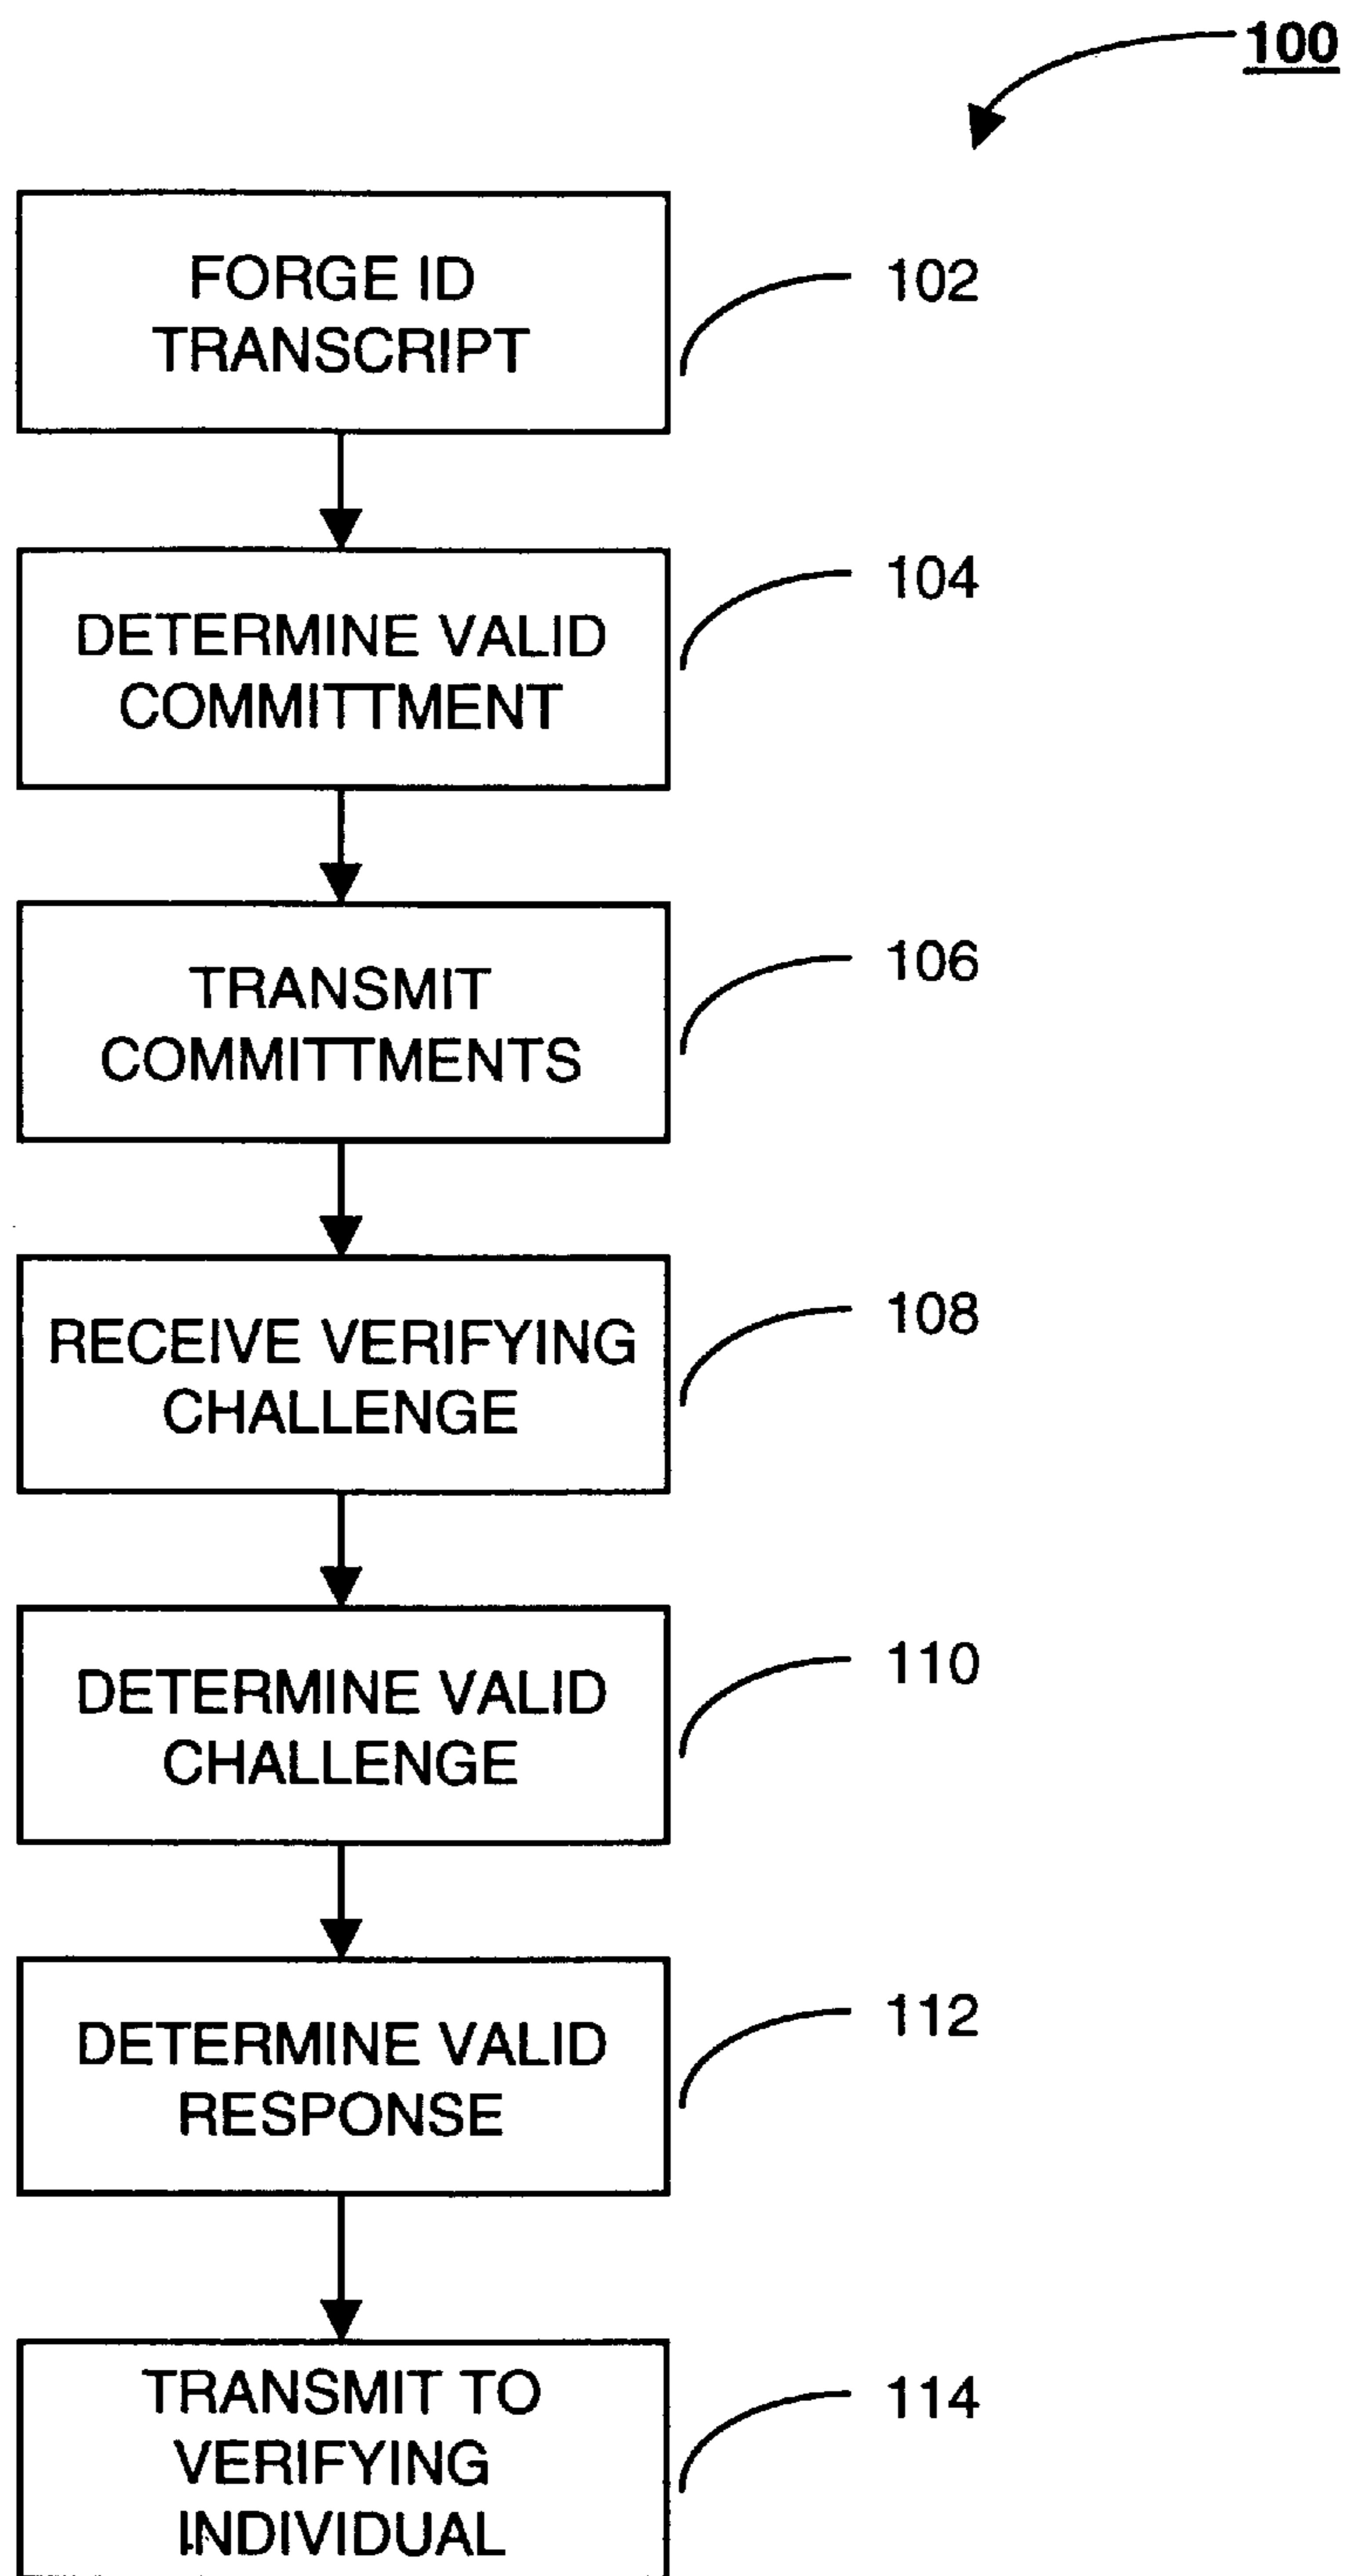 100
FORGE ID
TRANSCRIPT
102
DETERMINE VALID
COMMITTMENT
104
TRANSMIT
COMMITTMENTS
106
RECEIVE VERIFYING
CHALLENGE
108
DETERMINE VALID
CHALLENGE
110
DETERMINE VALID
RESPONSE
112
TRANSMIT TO
VERIFYING
INDIVIDUAL
114